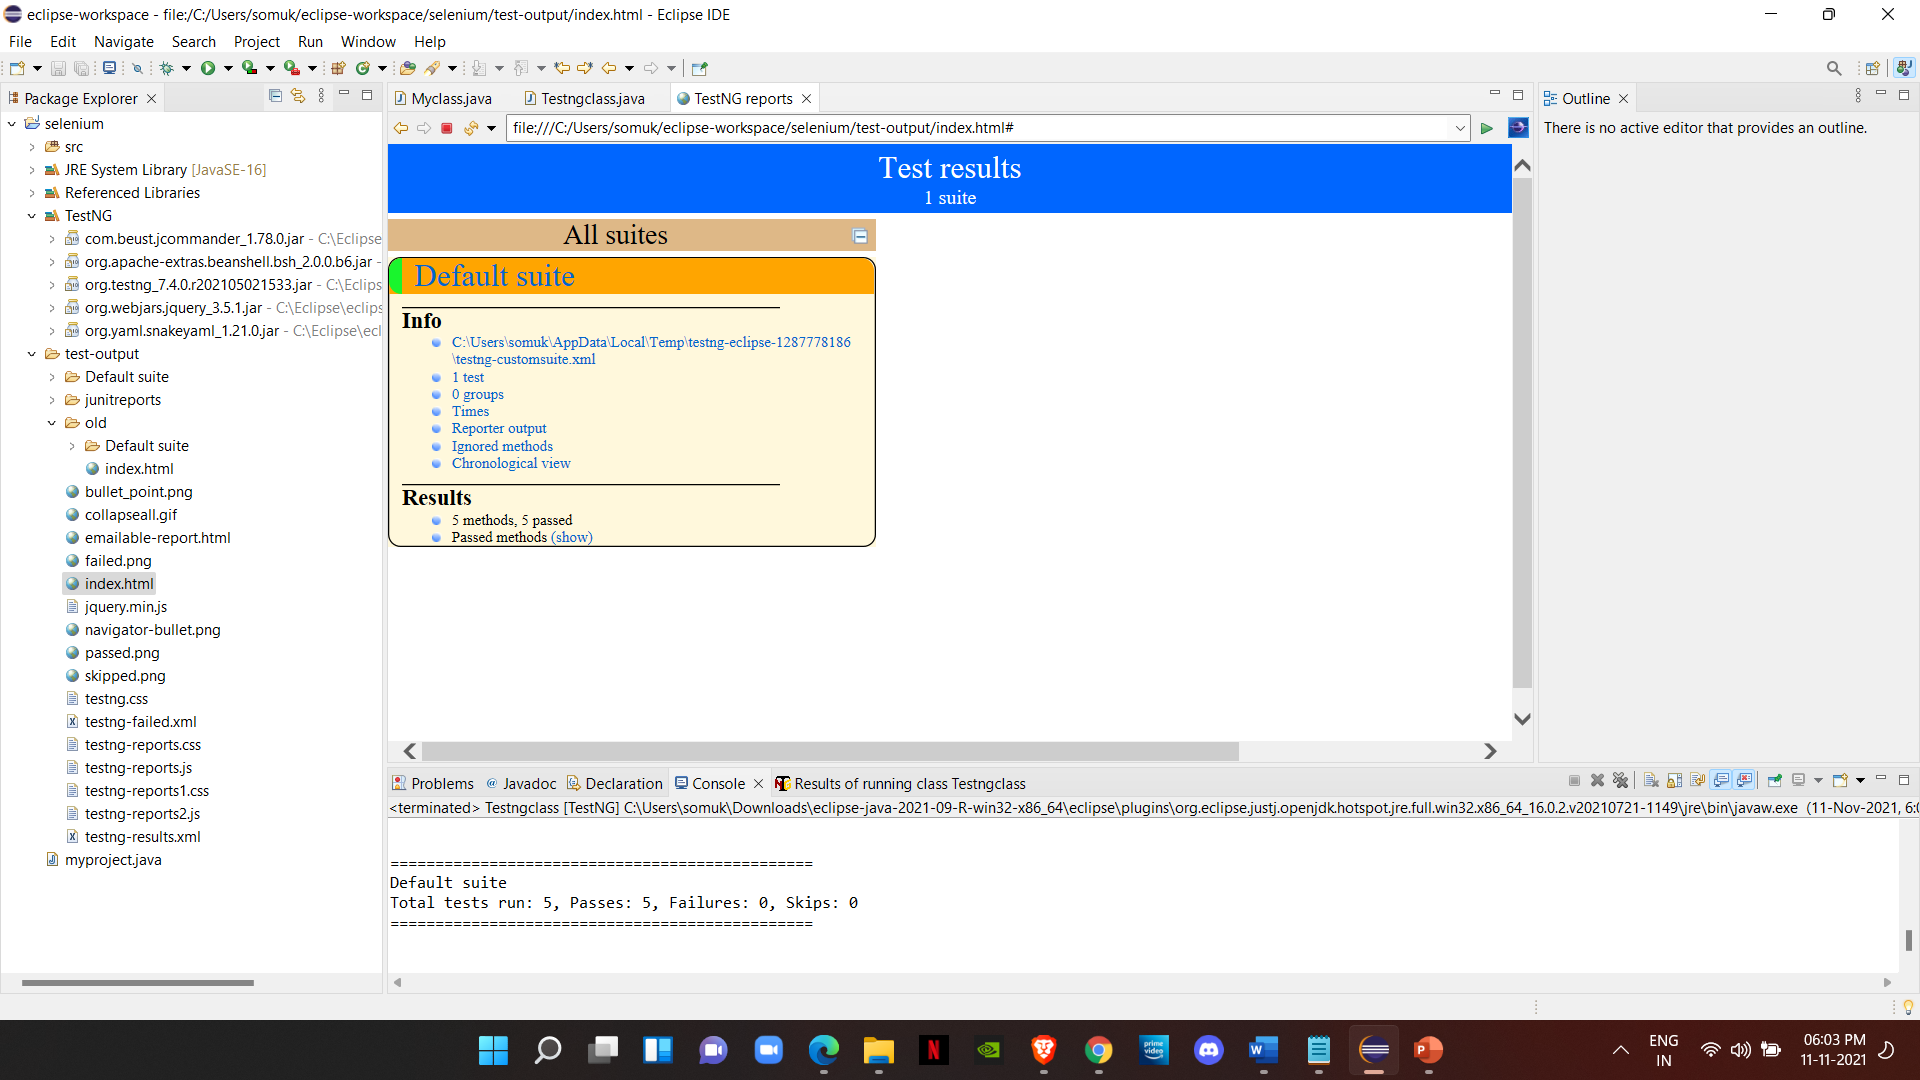 eclipse-workspace - file:/C:/Users/somuk/eclipse-workspace/selenium/test-output/index.html - Eclipse IDE
File Edit Navigate Search Project Run Window Help
Package Explorer
selenium
src
JRE System Library [JavaSE-16]
Referenced Libraries
TestNG
com.beust.jcommander_1.78.0.jar - C:\Eclipse
org.apache-extras.beanshell.bsh_2.0.0.b6.jar -
org.testng_7.4.0.r202105021533.jar - C:\Eclips
org.webjars.jquery_3.5.1.jar - C:\Eclipse\eclips
org.yaml.snakeyaml_1.21.0.jar - C:\Eclipse\ecl
test-output
Default suite
junitreports
old
Default suite
index.html
bullet_point.png
collapseall.gif
emailable-report.html
failed.png
index.html
jquery.min.js
navigator-bullet.png
passed.png
skipped.png
testng.css
testng-failed.xml
testng-reports.css
testng-reports.js
testng-reports1.css
testng-reports2.js
testng-results.xml
myproject.java
Myclass.java Testngclass.java TestNG reports
file:///C:/Users/somuk/eclipse-workspace/selenium/test-output/index.html#
Test results
1 suite
All suites
Default suite
Info
C:\Users\somuk\AppData\Local\Temp\testng-eclipse-1287778186
\testng-customsuite.xml
1 test
0 groups
Times
Reporter output
Ignored methods
Chronological view
Results
5 methods, 5 passed
Passed methods (show)
Outline
There is no active editor that provides an outline.
Problems @ Javadoc Declaration Console Results of running class Testngclass
<terminated> Testngclass [TestNG] C:\Users\somuk\Downloads\eclipse-java-2021-09-R-win32-x86_64\eclipse\plugins\org.eclipse.justj.openjdk.hotspot.jre.full.win32.x86_64_16.0.2.v20210721-1149\jre\bin\javaw.exe (11-Nov-2021, 6:0
===============================================
Default suite
Total tests run: 5, Passes: 5, Failures: 0, Skips: 0
===============================================
N
prime
video
W
P
ENG
IN
06:03 PM
11-11-2021